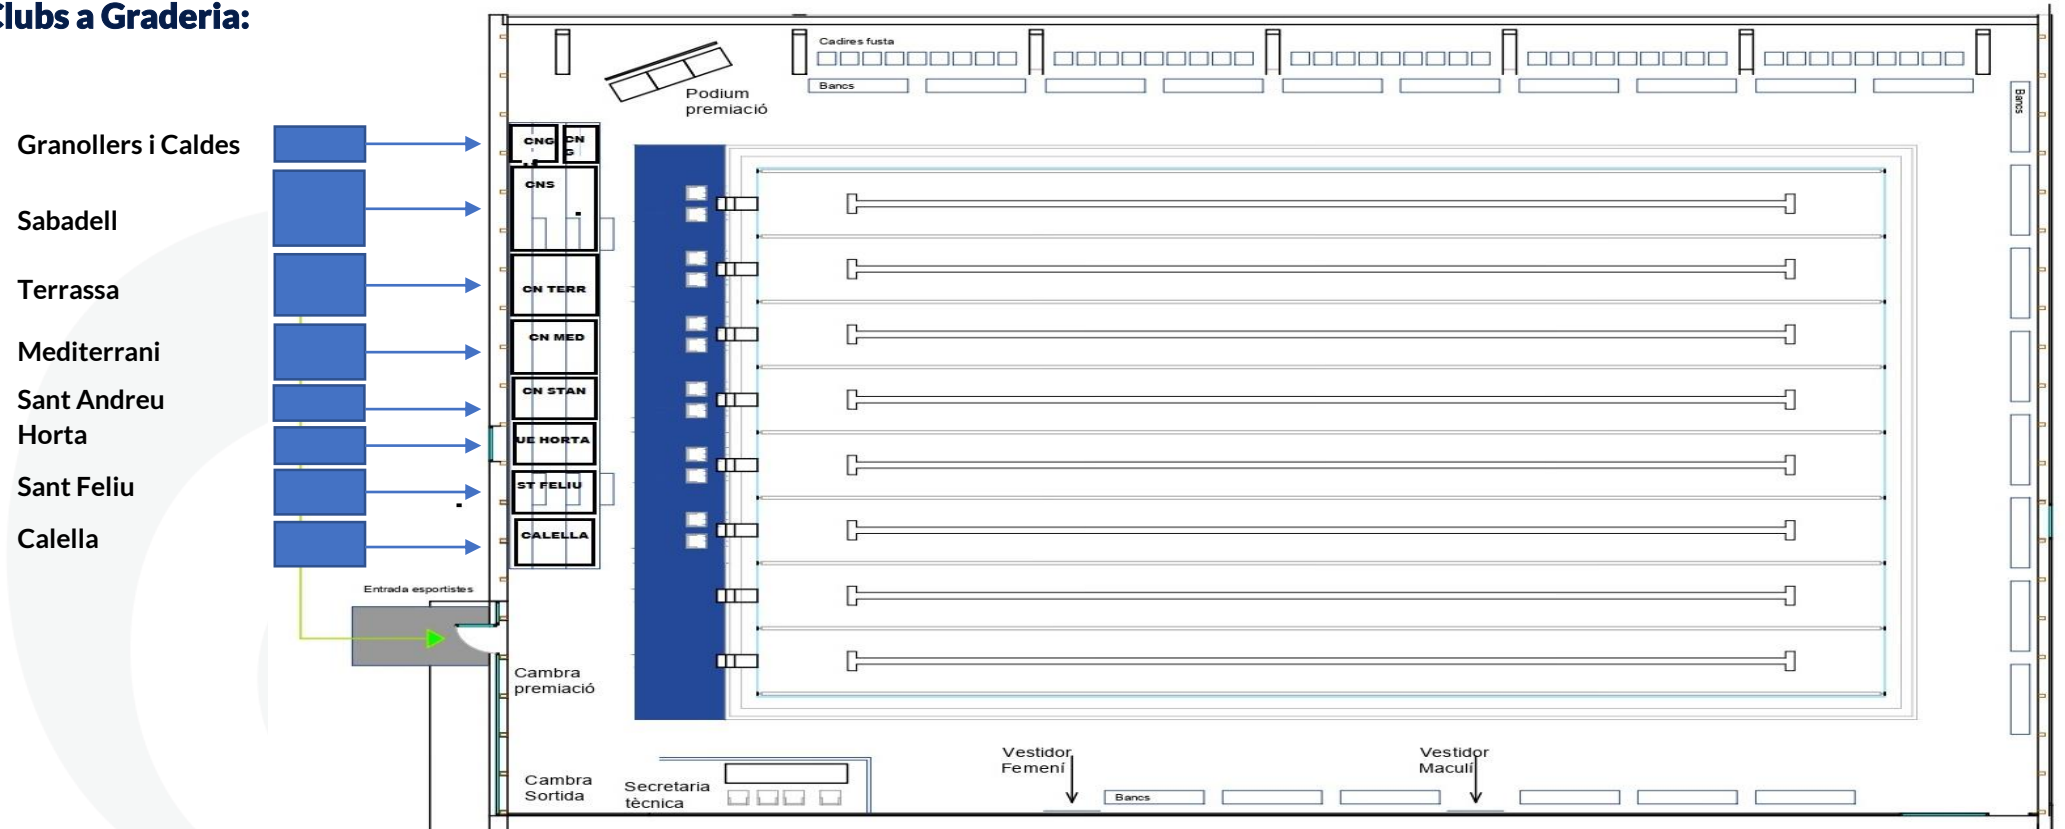 Clubs a Graderia:
Granollers i Caldes
Sabadell
Terrassa
Mediterrani
Sant Andreu
Horta
Sant Feliu
Calella
Entrada esportistes
Cadires fusta
Bancs
Podium
premiació
Bancs
CNG
CN
G
CNS
CN TERR
CN MED
CN STAN
UE HORTA
ST FELIU
CALELLA
Cambra
premiació
Cambra
Sortida
Secretaria
tècnica
Vestidor
Femení
Bancs
Vestidor
Maculí